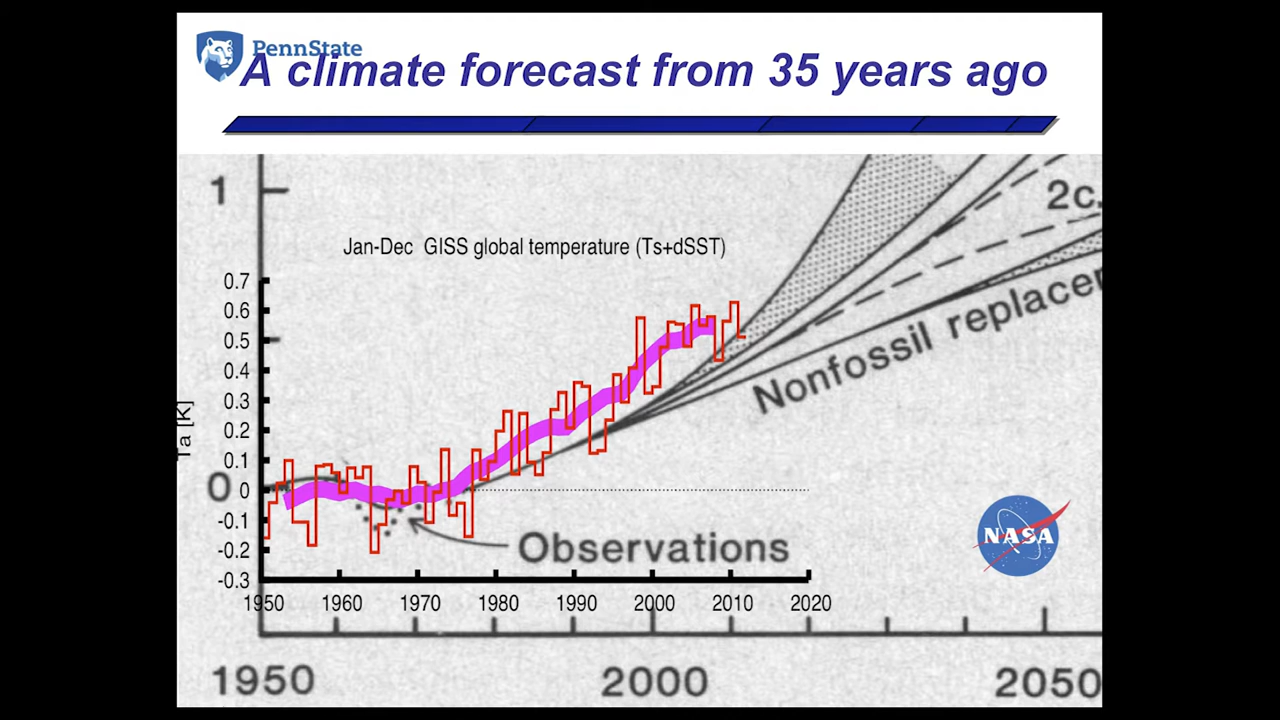 PennState
A climate forecast from 35 years ago
1
2c.
Jan-Dec GISS global temperature (Ts+dSST)
0.7
0.6
0.5
0.4
0.3
0.2
0.1
0
-0.1
-0.2
-0.3
Ta [K]
0
Nonfossil replacer
Observations
NASA
1950 1960 1970 1980 1990 2000 2010 2020
1950 2000 2050